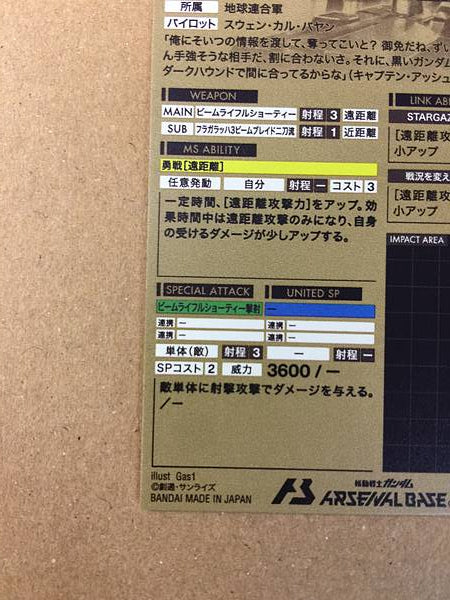 所属 地球連合軍
パイロット スウェン・カル・バヤン
「俺にそいつの情報を渡して、奪ってこいと? 御免だね、ずい
ん手強そうな相手だ、割に合わないさ。それに、黒いガンダム
ダークハウンドで間に合ってるからな」(キャプテン・アッシュ
WEAPON
MAIN ビームライフルショーティー 射程 3 遠距離
SUB フラガラッハ3ビームブレイド二刀流 射程 1 近距離
MS ABILITY
勇戦[遠距離]
任意発動 自分 射程 ー コスト 3
一定時間、[遠距離攻撃力]をアップ。効
果時間中は遠距離攻撃のみになり、自身
の受けるダメージが少しアップする。
LINK ABI
STARGAZ
[遠距離攻
小アップ
戦況を変え
[遠距離攻
小アップ
IMPACT AREA
SPECIAL ATTACK UNITED SP
ビームライフルショーティー撃射 ー
連携 ー 連携 ー
連携 ー 連携 ー
単体(敵) 射程 3 ー 射程 ー
SPコスト 2 威力 3600 / ー
敵単体に射撃攻撃でダメージを与える。
/ー
illust Gas1
©創通・サンライズ
BANDAI MADE IN JAPAN
機動戦士ガンダム
ARSENAL BASE